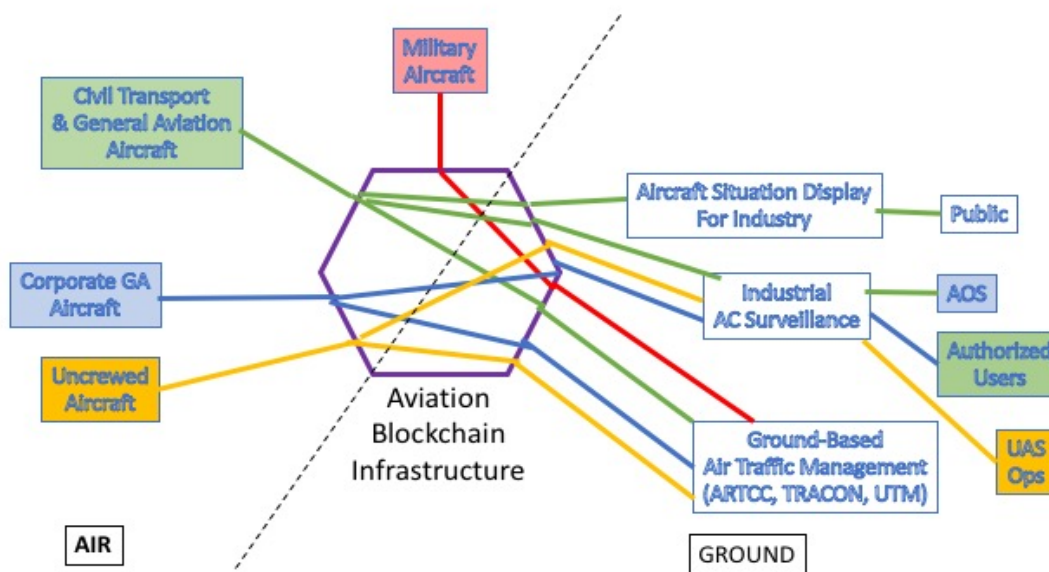 Military
Aircraft
Civil Transport
& General Aviation
Aircraft
Aircraft Situation Display
For Industry
Public
Corporate GA
Aircraft
Industrial
AC Surveillance
AOS
Authorized
Users
Uncrewed
Aircraft
Aviation
Blockchain
Infrastructure
Ground-Based
Air Traffic Management
(ARTCC, TRACON, UTM)
UAS
Ops
AIR
GROUND